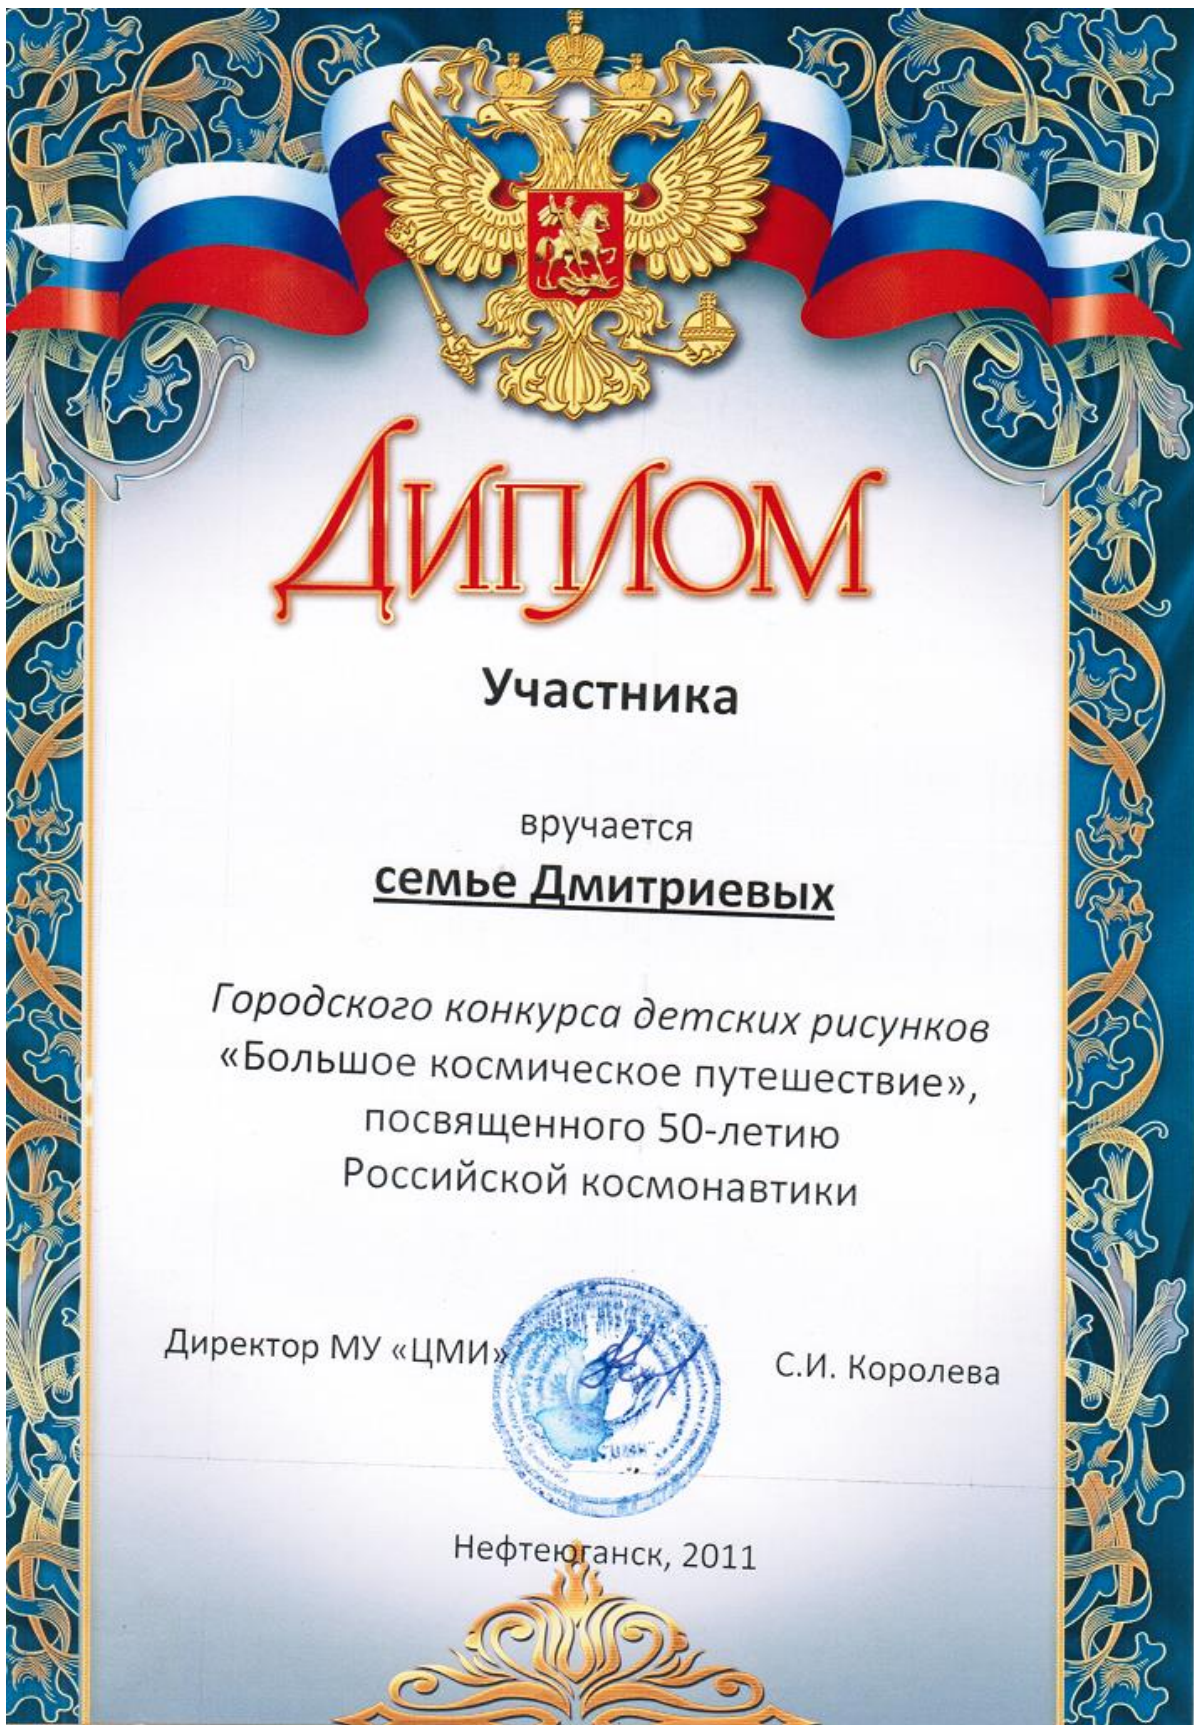 Диплом
Участника
вручается
семье Дмитриевых
Городского конкурса детских рисунков
«Большое космическое путешествие»,
посвященного 50-летию
Российской космонавтики
Директор МУ «ЦМИ»
С.И. Королева
Нефтеюганск, 2011